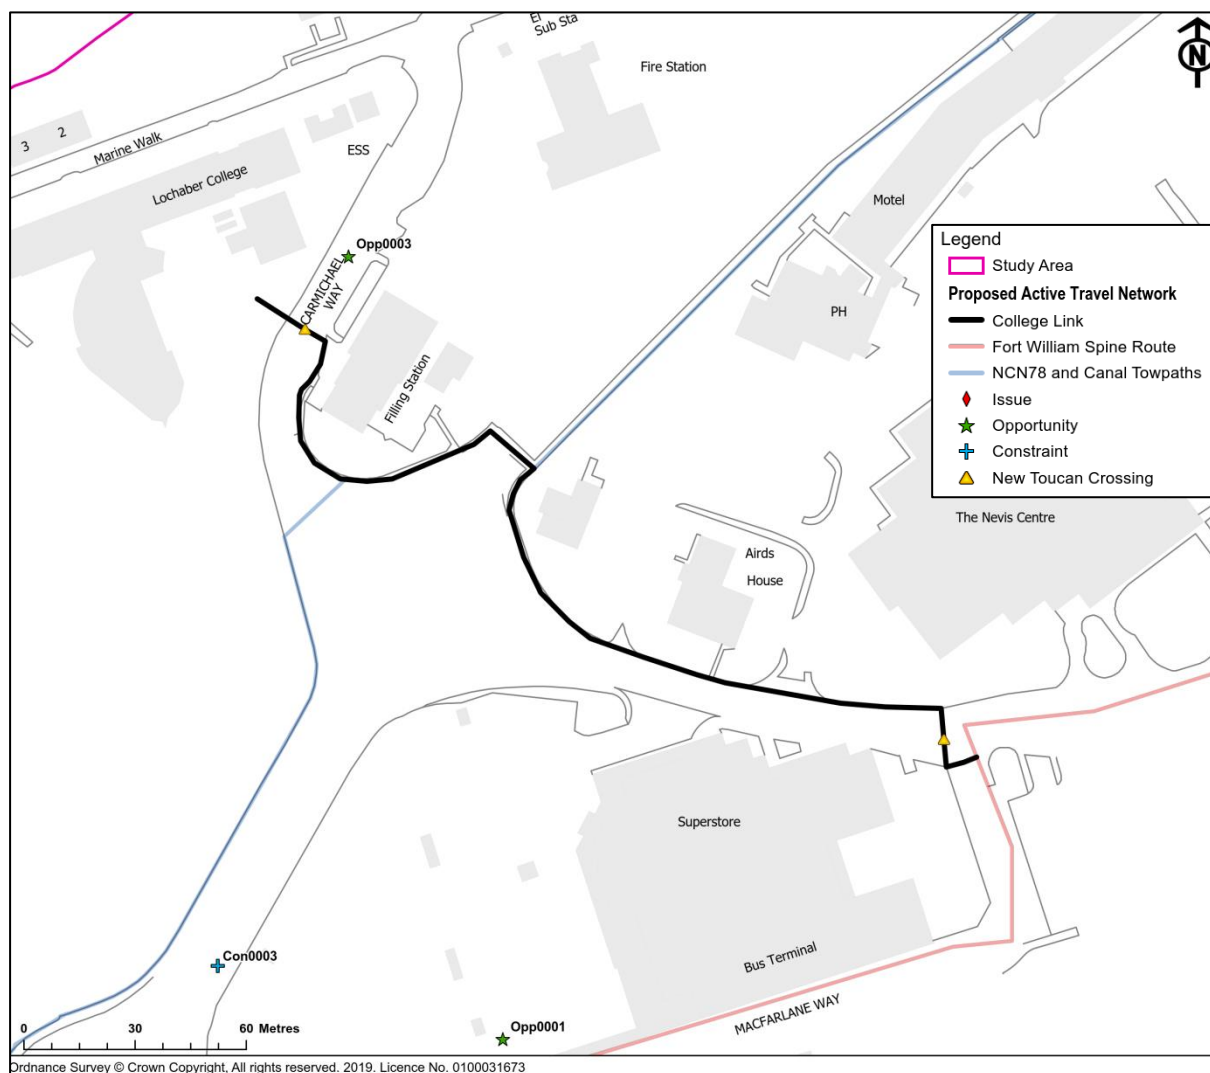 El
Sub Sta
Fire Station
N
3
2
Marine Walk
ESS
Lochaber College
Motel
Opp0003
CARMICHAEL
WAY
PH
Filling Station
Legend
Study Area
Proposed Active Travel Network
College Link
Fort William Spine Route
NCN78 and Canal Towpaths
Issue
Opportunity
Constraint
New Toucan Crossing
The Nevis Centre
Airds
House
Superstore
Bus Terminal
Con0003
Opp0001
MACFARLANE WAY
0 30 60 Metres
Ordnance Survey © Crown Copyright, All rights reserved. 2019. Licence No. 0100031673